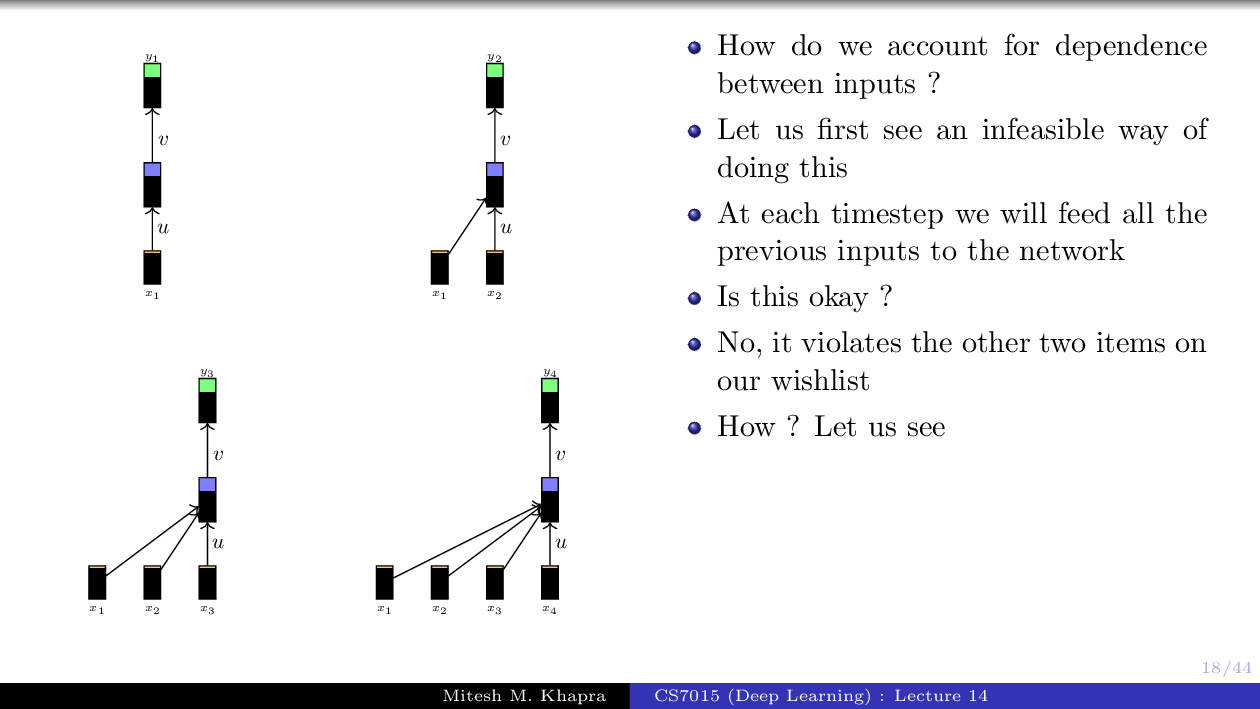 y1
v
u
x1
y2
v
u
x1 x2
y3
v
u
x1 x2 x3
y4
v
u
x1 x2 x3 x4
How do we account for dependence
between inputs ?
Let us first see an infeasible way of
doing this
At each timestep we will feed all the
previous inputs to the network
Is this okay ?
No, it violates the other two items on
our wishlist
How ? Let us see
18/44
Mitesh M. Khapra CS7015 (Deep Learning) : Lecture 14